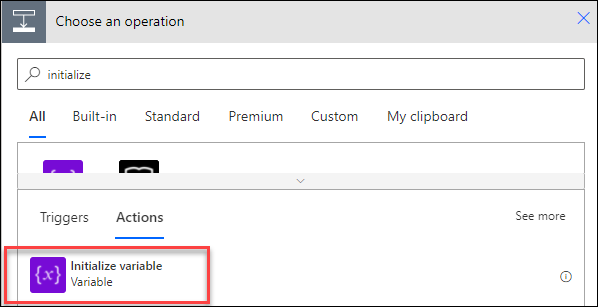 Choose an operation
initialize
All Built-in Standard Premium Custom My clipboard
Triggers Actions See more
{x} Initialize variable
Variable